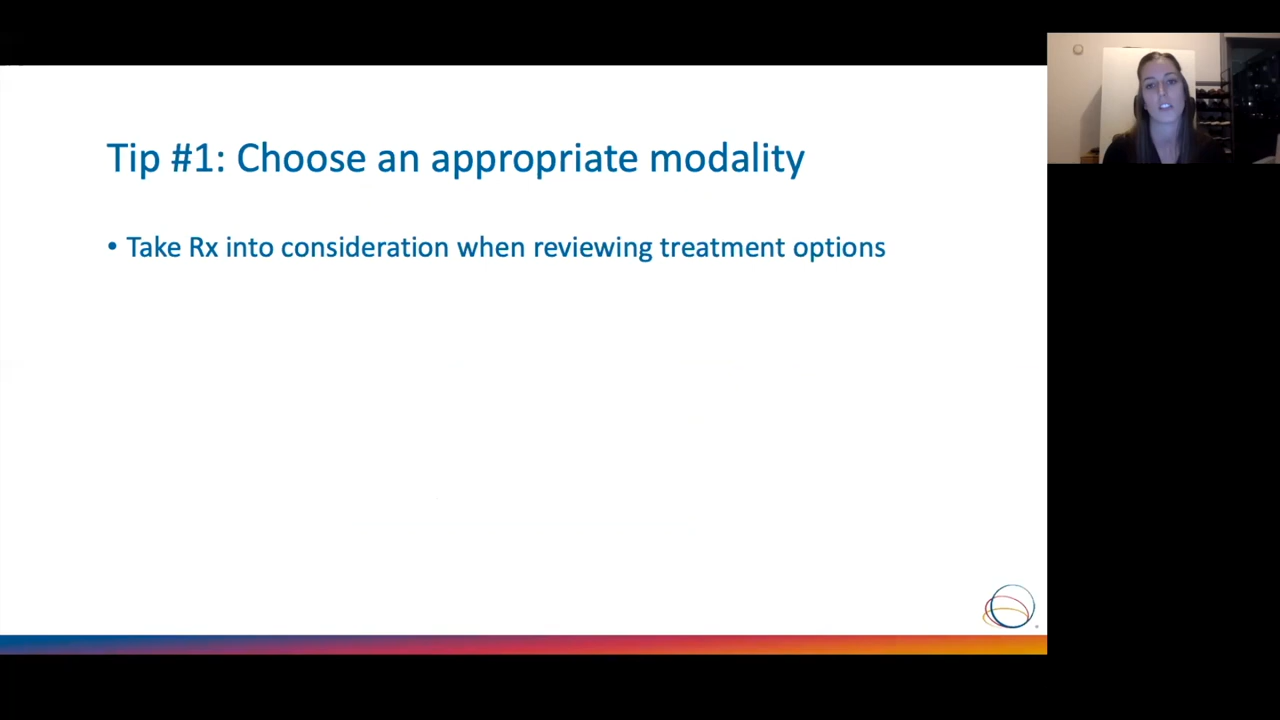 Tip #1: Choose an appropriate modality
• Take Rx into consideration when reviewing treatment options